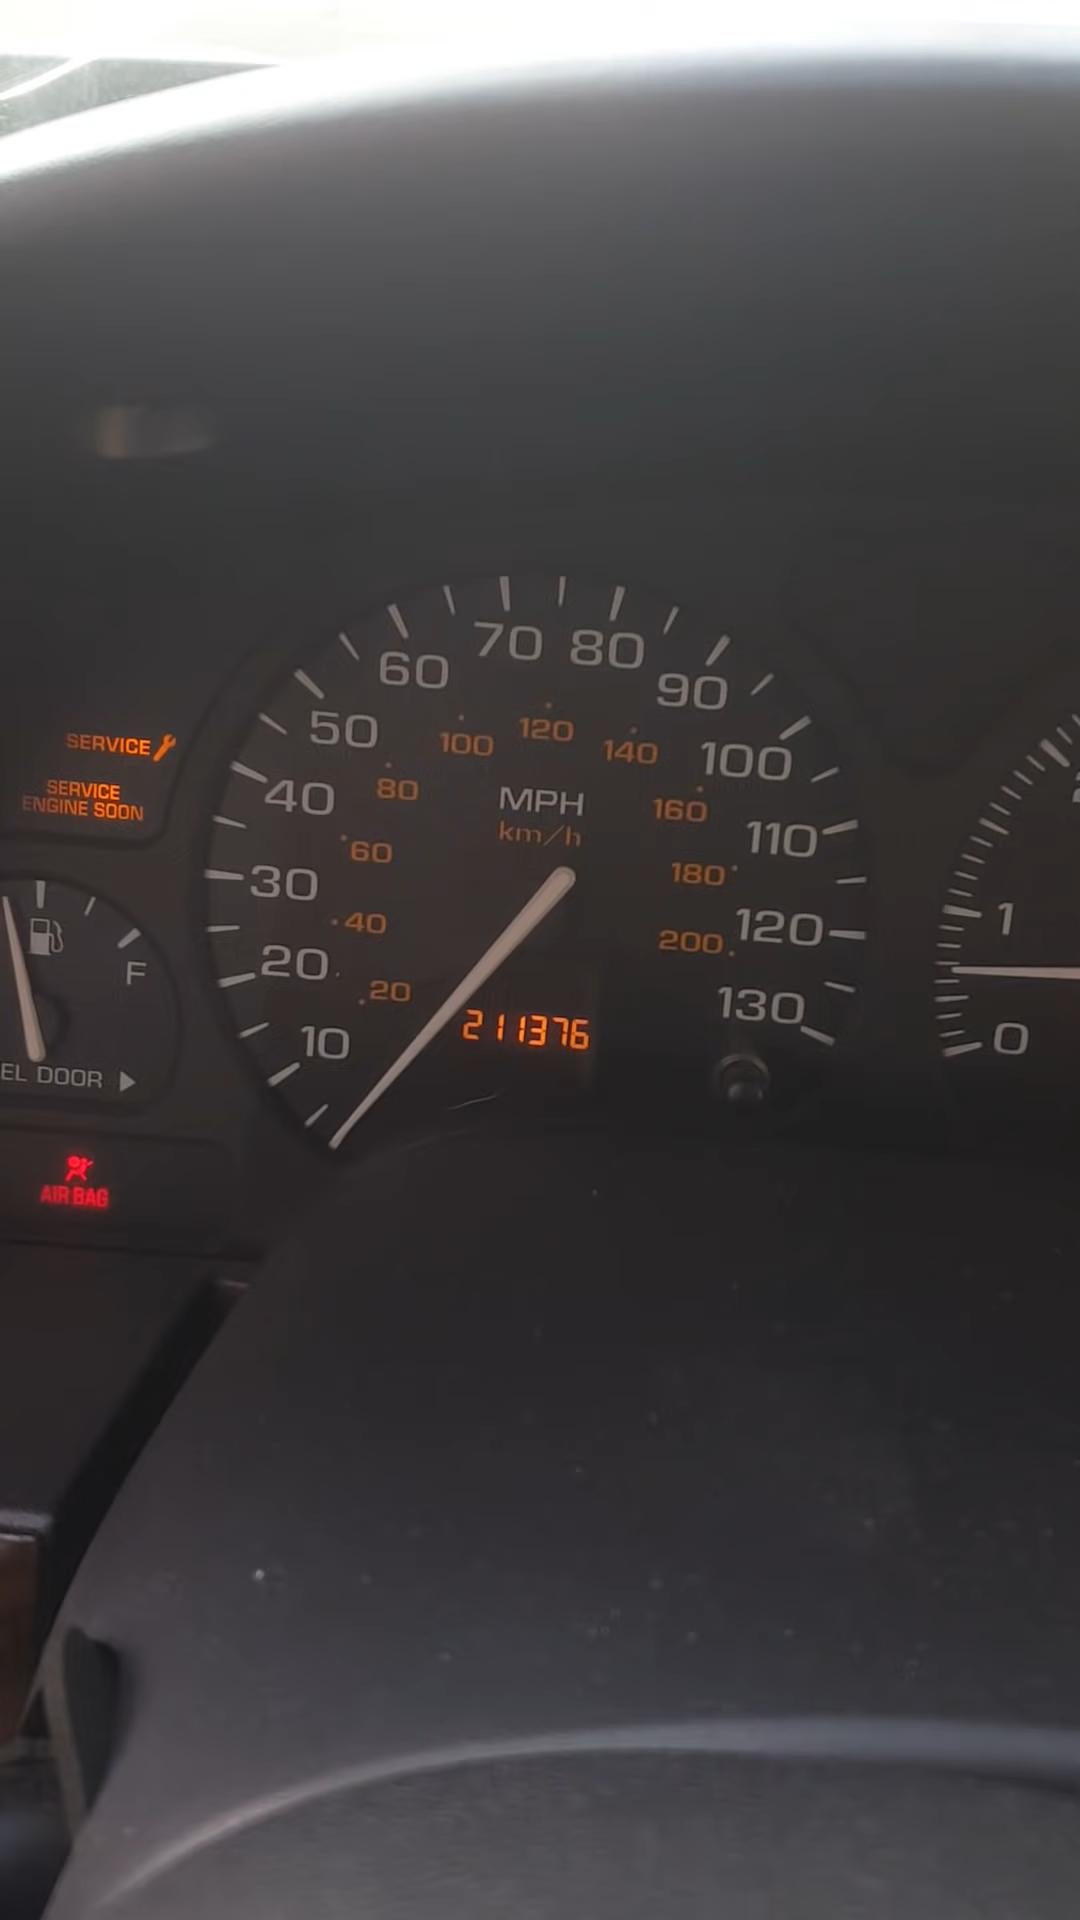 70 80
60 90
50 100
100 120 140
40 80 MPH 160 110
km/h
60
30 180
40 120
20 200
20 130
10 211376
SERVICE
SERVICE
ENGINE SOON
F
EL DOOR
AIR BAG
1
0